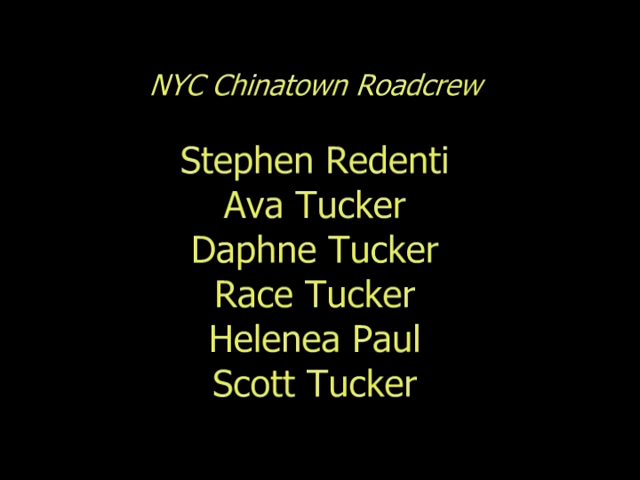 NYC Chinatown Roadcrew
Stephen Redenti
Ava Tucker
Daphne Tucker
Race Tucker
Helenea Paul
Scott Tucker